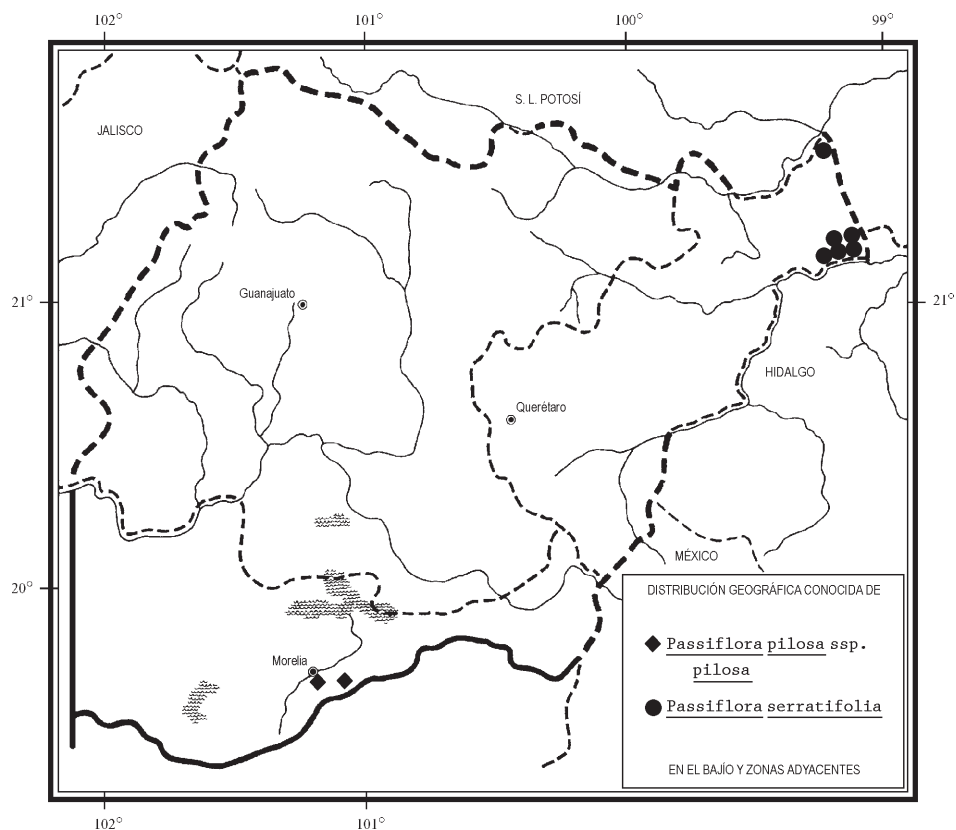 102° 101° 100° 99°
S. L. POTOSÍ
JALISCO
Guanajuato
21° 21°
HIDALGO
Querétaro
MÉXICO
20°
DISTRIBUCIÓN GEOGRÁFICA CONOCIDA DE
Passiflora pilosa ssp.
pilosa
Morelia
Passiflora serratifolia
EN EL BAJÍO Y ZONAS ADYACENTES
102° 101°